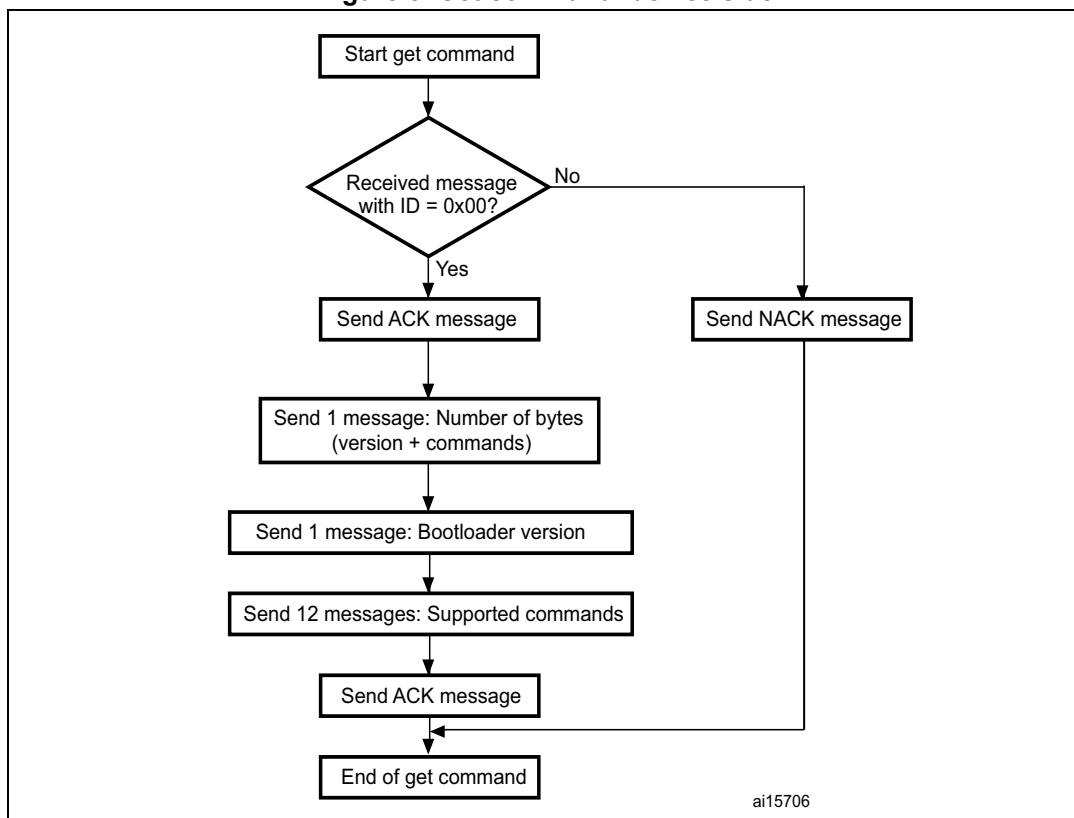 Start get command
Received message
with ID = 0x00?
No
Yes
Send ACK message
Send NACK message
Send 1 message: Number of bytes
(version + commands)
Send 1 message: Bootloader version
Send 12 messages: Supported commands
Send ACK message
End of get command
ai15706